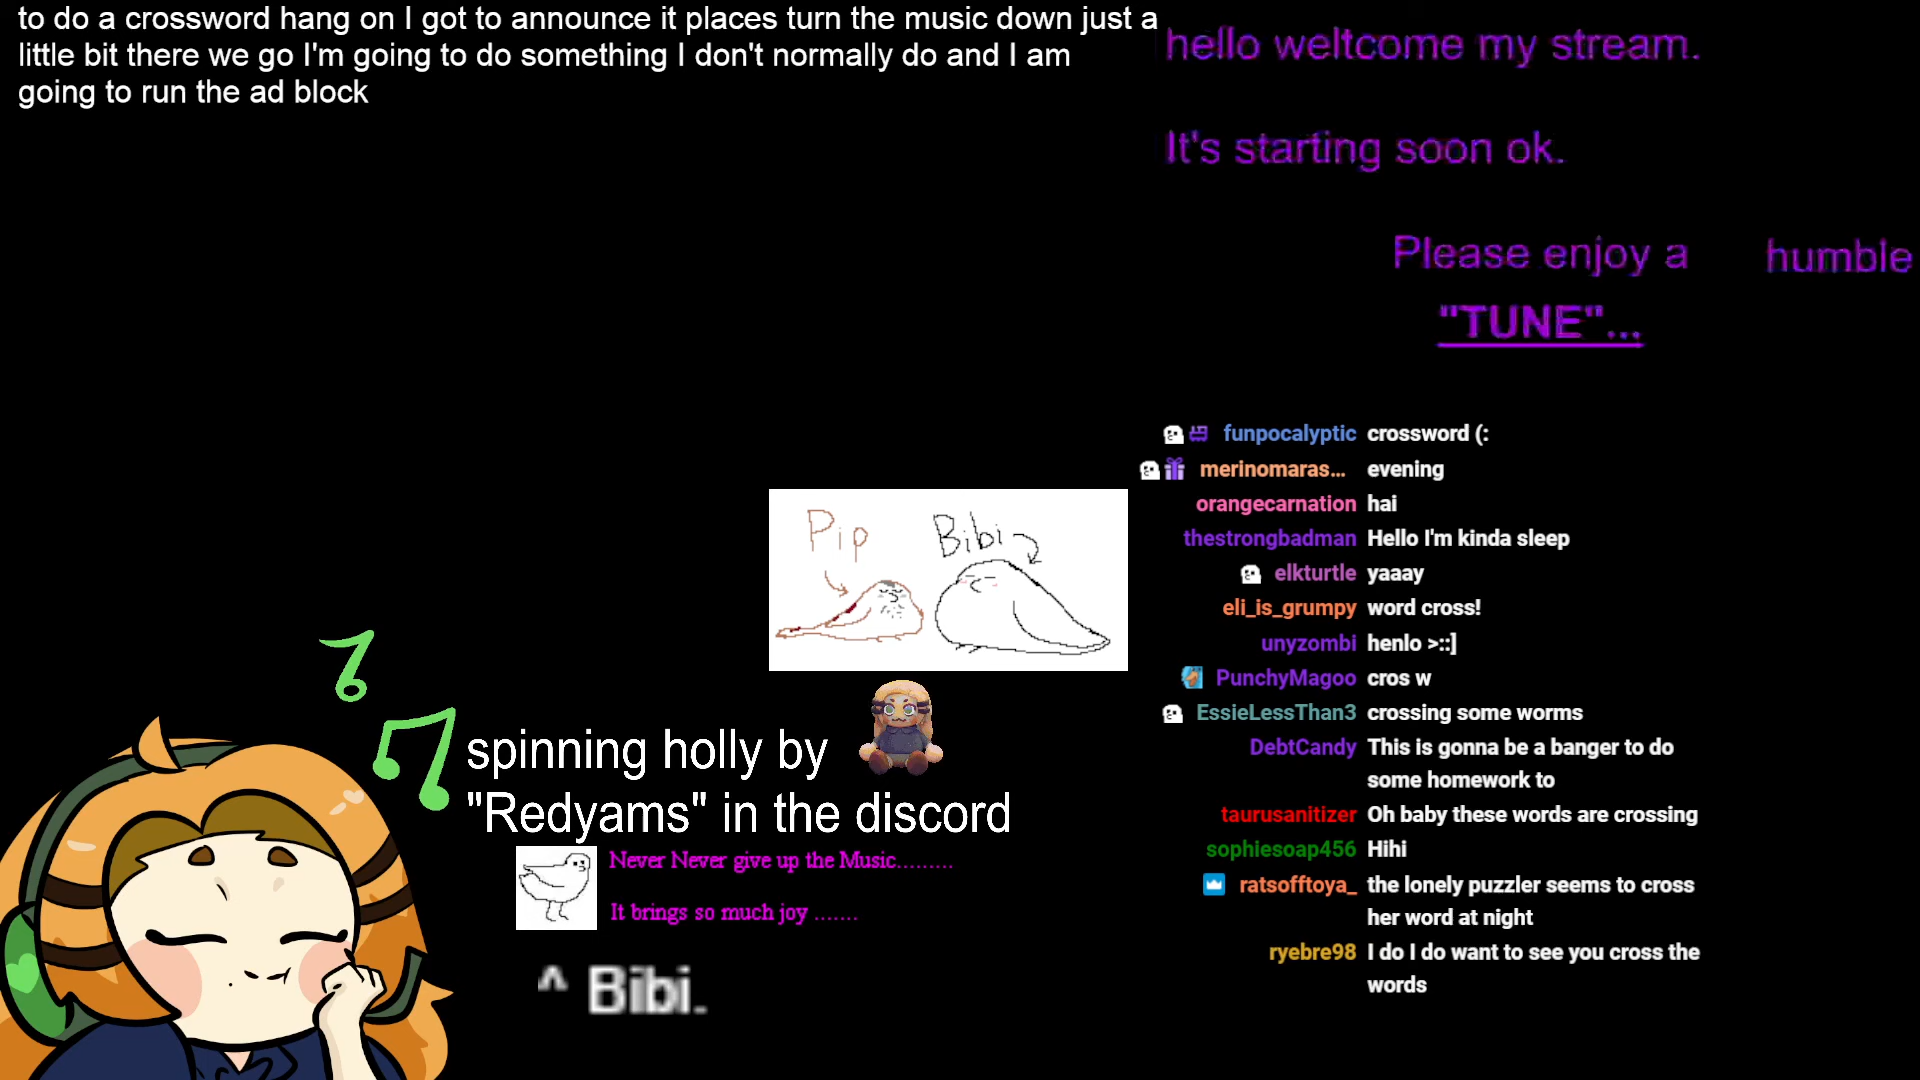 to do a crossword hang on I got to announce it places turn the music down just a
little bit there we go I'm going to do something I don't normally do and I am
going to run the ad block
hello weltcome my stream.
It's starting soon ok.
Please enjoy a humble
"TUNE"...
funpocalyptic crossword (:
merinomaras... evening
orangecarnation hai
thestrongbadman Hello I'm kinda sleep
elkturtle yaaay
eli_is_grumpy word cross!
unyzombi henlo >::]
PunchyMagoo cros w
EssieLessThan3 crossing some worms
DebtCandy This is gonna be a banger to do
some homework to
taurusanitizer Oh baby these words are crossing
sophiesoap456 Hihi
ratsofftoya_ the lonely puzzler seems to cross
her word at night
ryebre98 I do I do want to see you cross the
words
Pip Bibi
spinning holly by
"Redyams" in the discord
Never Never give up the Music.........
It brings so much joy .......
^ Bibi.